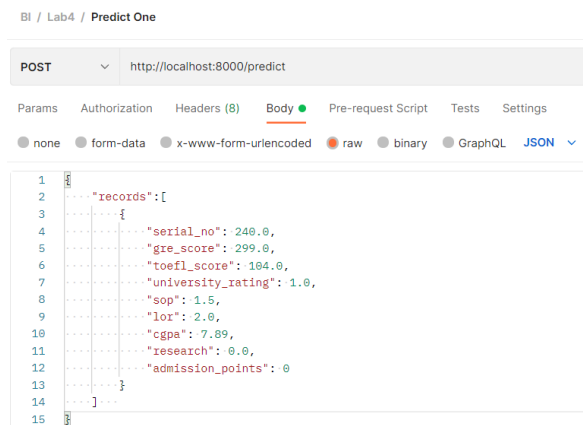 BI / Lab4 / Predict One
POST http://localhost:8000/predict
Params Authorization Headers (8) Body Pre-request Script Tests Settings
none form-data x-www-form-urlencoded raw binary GraphQL JSON
1 {
2 "records":[
3 {
4 "serial_no": 240.0,
5 "gre_score": 299.0,
6 "toefl_score": 104.0,
7 "university_rating": 1.0,
8 "sop": 1.5,
9 "lor": 2.0,
10 "cgpa": 7.89,
11 "research": 0.0,
12 "admission_points": 0
13 }
14 ]
15 }